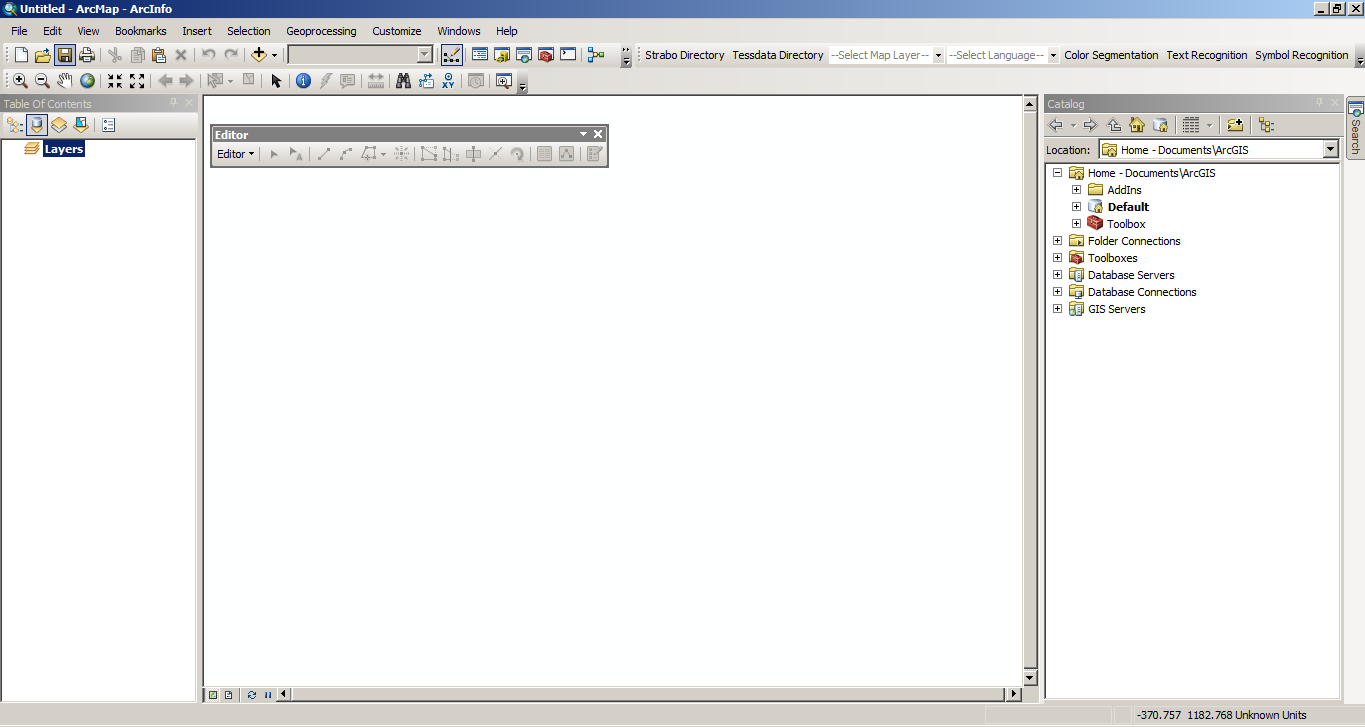 Untitled - ArcMap - ArcInfo
File Edit View Bookmarks Insert Selection Geoprocessing Customize Windows Help
Strabo Directory Tessdata Directory --Select Map Layer-- --Select Language-- Color Segmentation Text Recognition Symbol Recognition
XY
Table Of Contents
Layers
Editor
Editor
Catalog
Location: Home - Documents\ArcGIS
Home - Documents\ArcGIS
AddIns
Default
Toolbox
Folder Connections
Toolboxes
Database Servers
Database Connections
GIS Servers
Search
-370.757 1182.768 Unknown Units